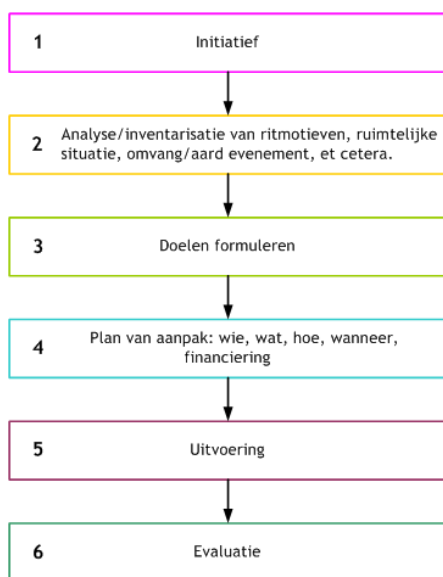 1 Initiatief
2 Analyse/inventarisatie van ritmotieven, ruimtelijke
situatie, omvang/aard evenement, et cetera.
3 Doelen formuleren
4 Plan van aanpak: wie, wat, hoe, wanneer,
financiering
5 Uitvoering
6 Evaluatie